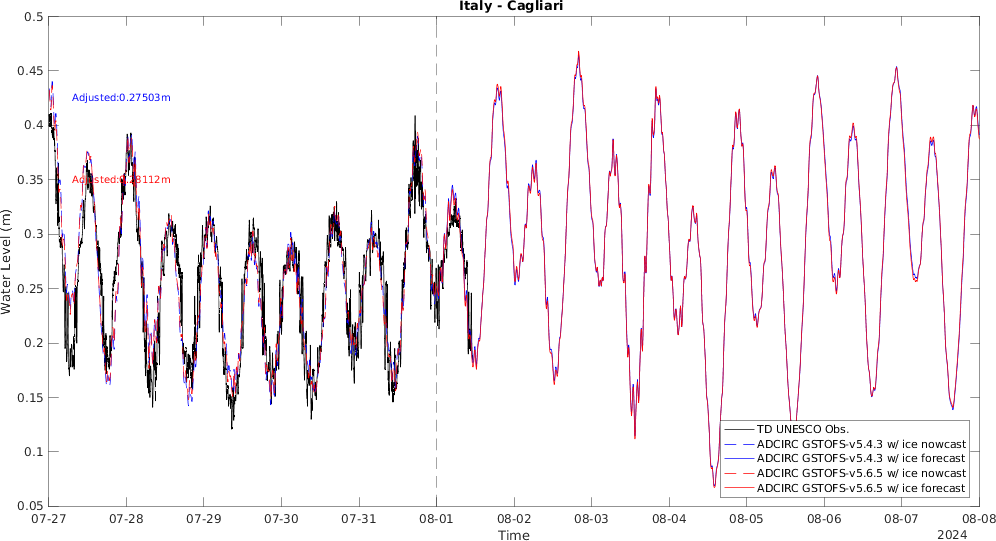 Italy - Cagliari
0.5
0.45
0.4
0.35
0.3
0.25
0.2
0.15
0.1
0.05
Water Level (m)
Adjusted:0.27503m
Adjusted:0.28112m
TD UNESCO Obs.
ADCIRC GSTOFS-v5.4.3 w/ ice nowcast
ADCIRC GSTOFS-v5.4.3 w/ ice forecast
ADCIRC GSTOFS-v5.6.5 w/ ice nowcast
ADCIRC GSTOFS-v5.6.5 w/ ice forecast
07-27 07-28 07-29 07-30 07-31 08-01 08-02 08-03 08-04 08-05 08-06 08-07 08-08
Time
2024